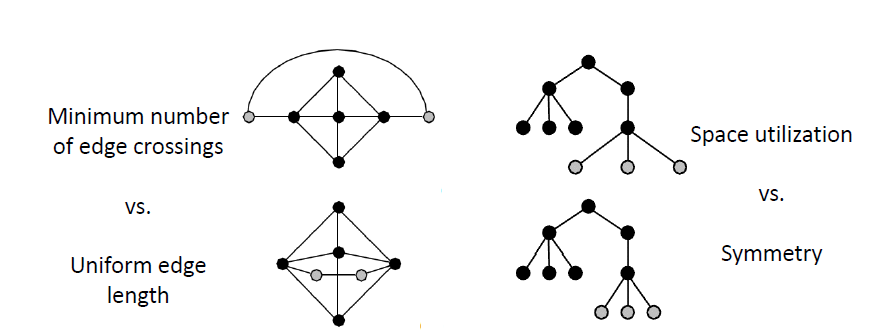 Minimum number
of edge crossings
vs.
Uniform edge
length
Space utilization
vs.
Symmetry